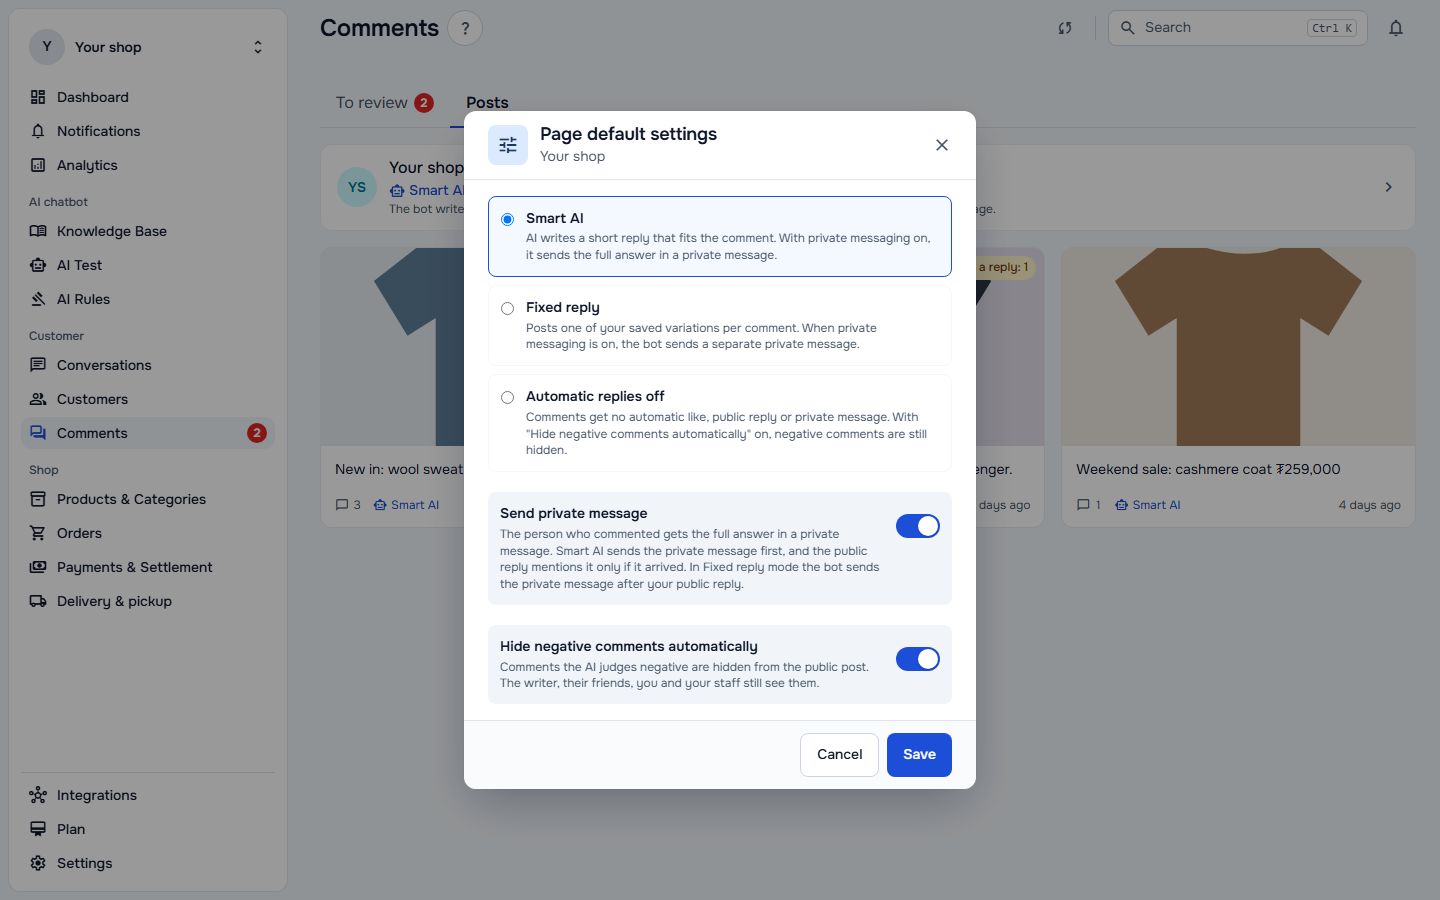 Y
Your shop
Dashboard
Notifications
Analytics
AI chatbot
Knowledge Base
AI Test
AI Rules
Customer
Conversations
Customers
Comments
2
Shop
Products & Categories
Orders
Payments & Settlement
Delivery & pickup
Integrations
Plan
Settings
Comments
?
Search
Ctrl K
To review
2
Posts
YS
Your shop
Smart AI
The bot write
age.
a reply: 1
New in: wool sweat
3
Smart AI
enger.
days ago
Weekend sale: cashmere coat ₮259,000
1
Smart AI
4 days ago
Page default settings
Your shop
Smart AI
AI writes a short reply that fits the comment. With private messaging on,
it sends the full answer in a private message.
Fixed reply
Posts one of your saved variations per comment. When private
messaging is on, the bot sends a separate private message.
Automatic replies off
Comments get no automatic like, public reply or private message. With
"Hide negative comments automatically" on, negative comments are still
hidden.
Send private message
The person who commented gets the full answer in a private
message. Smart AI sends the private message first, and the public
reply mentions it only if it arrived. In Fixed reply mode the bot sends
the private message after your public reply.
Hide negative comments automatically
Comments the AI judges negative are hidden from the public post.
The writer, their friends, you and your staff still see them.
Cancel
Save